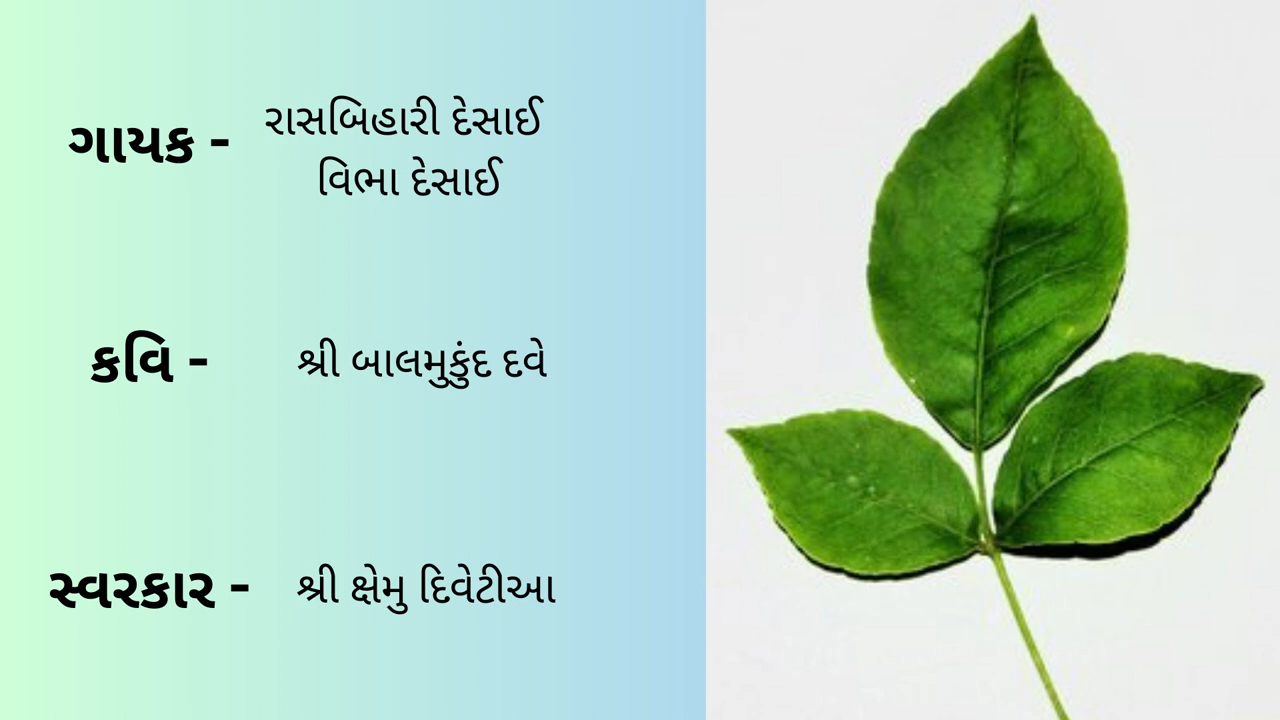 ગાયક - રાસબિહારી દેસાઈ
વિભા દેસાઈ
કવિ - શ્રી બાલમુકુંદ દવે
સ્વરકાર - શ્રી ક્ષેમુ દિવેટીઆ